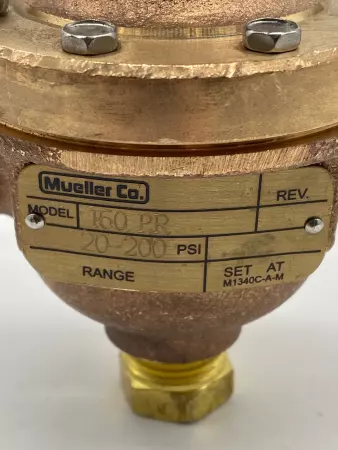 Mueller Co.
REV.
MODEL 160 PR
20-200 PSI
RANGE
SET AT
M1340C-A-M